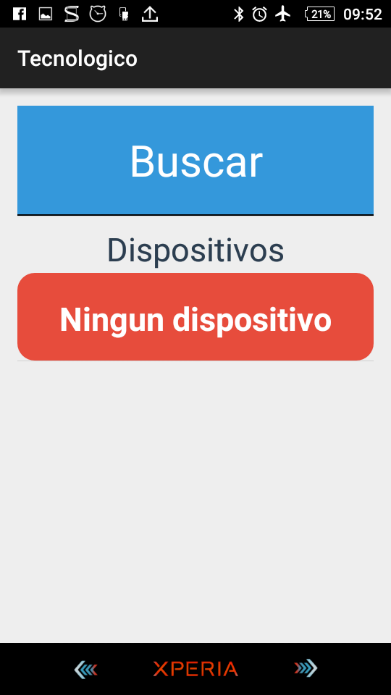 21% 09:52
Tecnologico
Buscar
Dispositivos
Ningun dispositivo
XPERIA